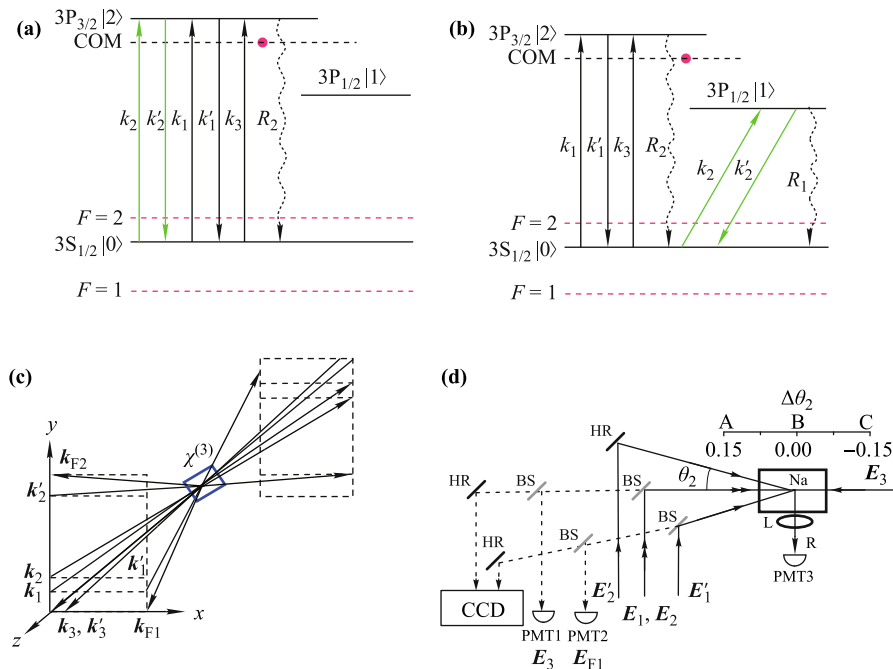 (a)
3P3/2|2⟩
COM
3P1/2|1⟩
k2 k′2 k1 k′1 k3 R2
F = 2
3S1/2|0⟩
F = 1
(b)
3P3/2|2⟩
COM
3P1/2|1⟩
k1 k′1 k3 R2 k2 k′2 R1
F = 2
3S1/2|0⟩
F = 1
(c)
y
kF2
χ(3)
k′2
k2
k′1
k1
x
z
k3, k′3 kF1
(d)
Δθ2
A B C
0.15 0.00 −0.15
HR
θ2
Na
E3
HR BS BS
BS BS
L R
HR
PMT3
CCD
E′2 E1, E2 E′1
PMT1 PMT2
E3 EF1